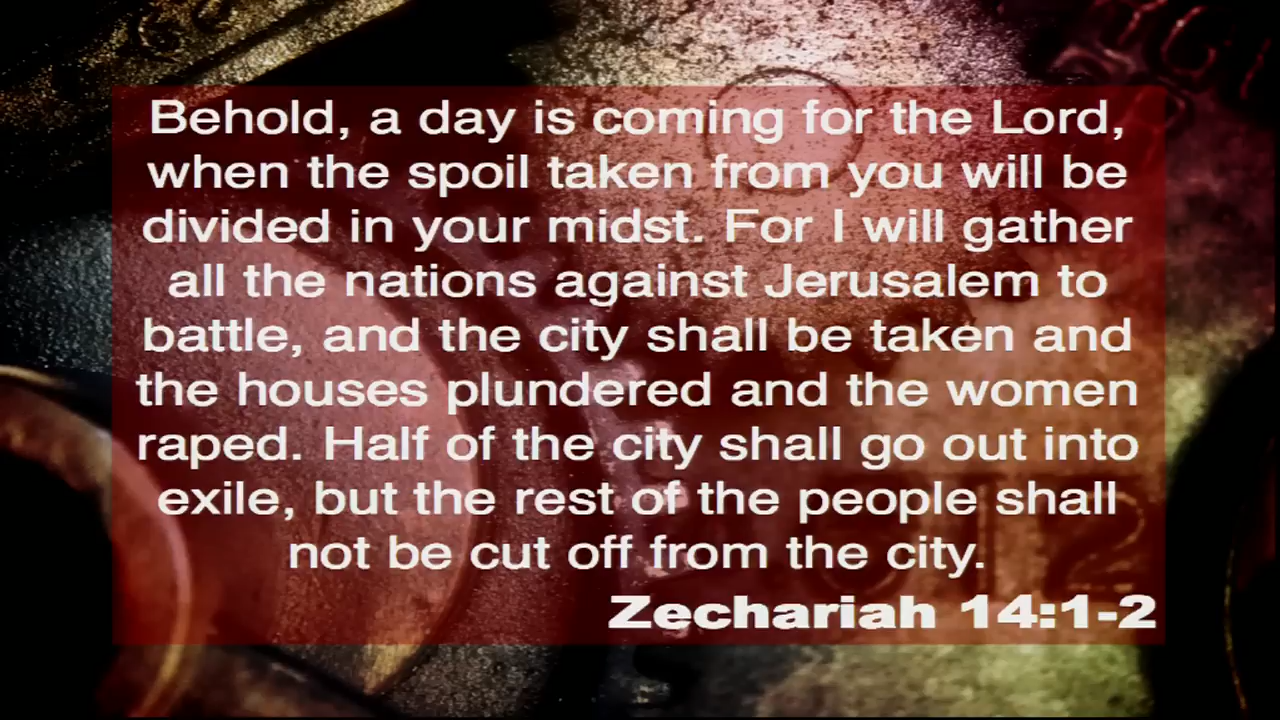 Behold, a day is coming for the Lord,
when the spoil taken from you will be
divided in your midst. For I will gather
all the nations against Jerusalem to
battle, and the city shall be taken and
the houses plundered and the women
raped. Half of the city shall go out into
exile, but the rest of the people shall
not be cut off from the city.
Zechariah 14:1-2